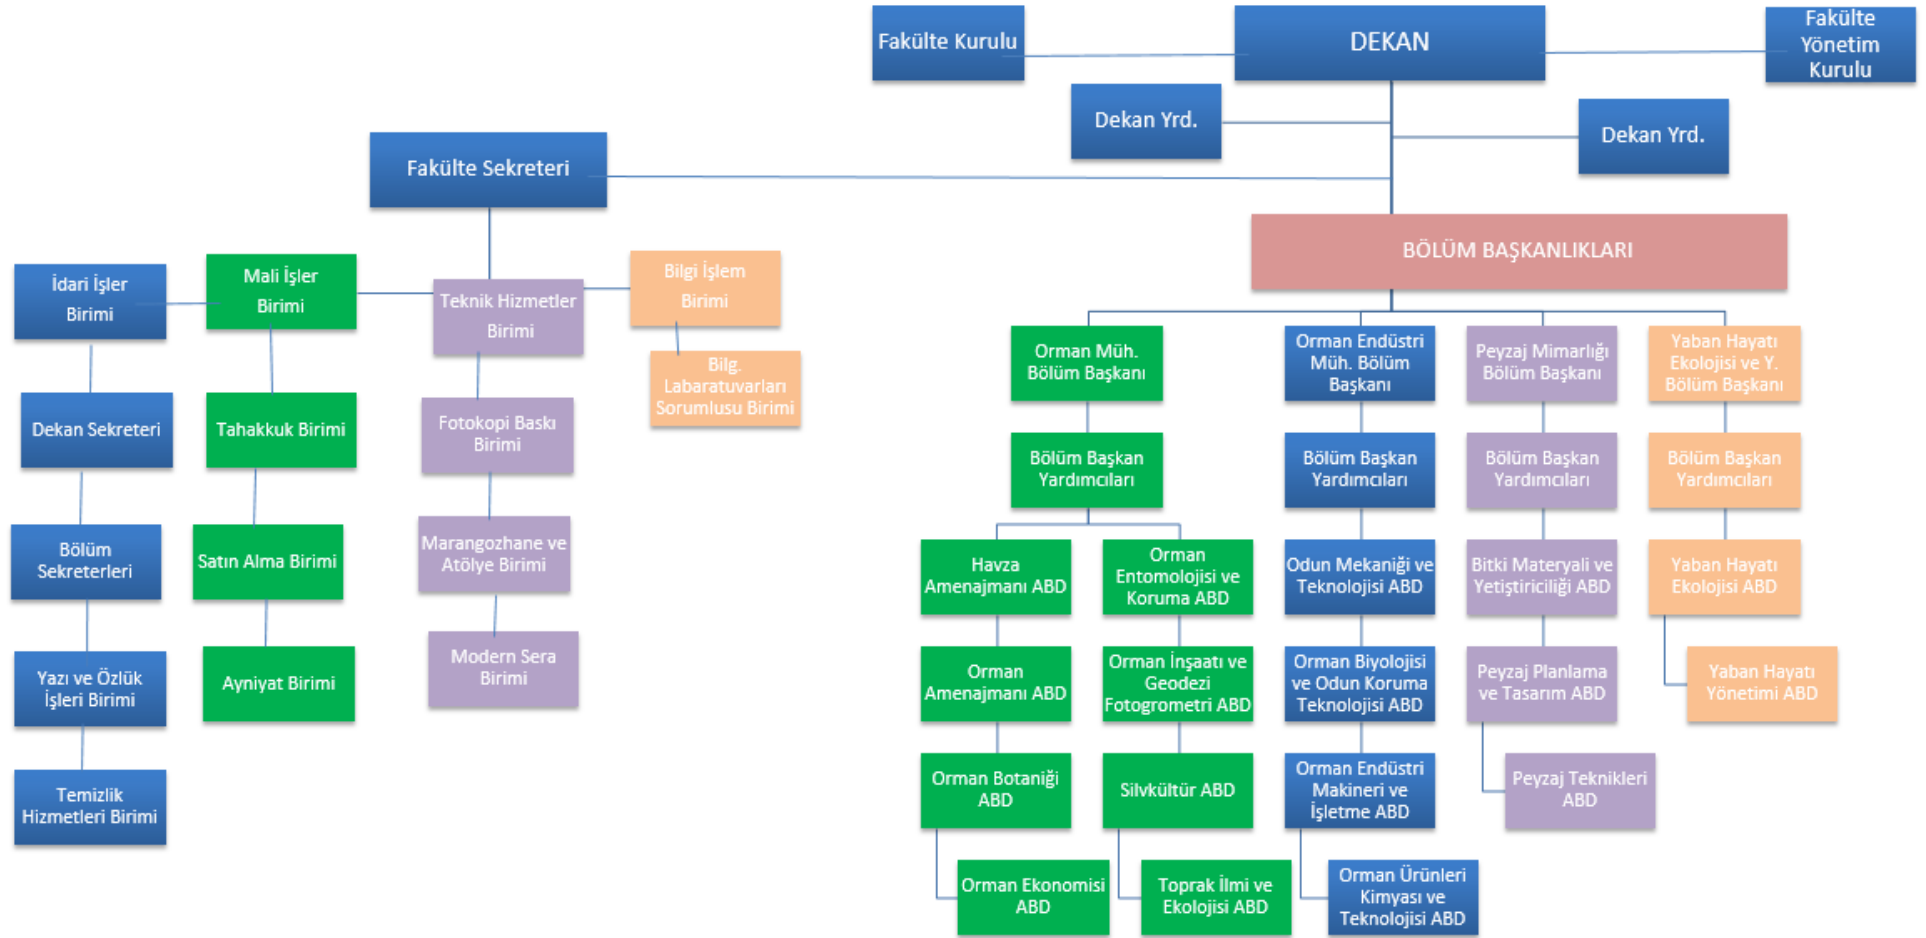 Fakülte Kurulu
DEKAN
Fakülte
Yönetim
Kurulu
Dekan Yrd.
Dekan Yrd.
Fakülte Sekreteri
BÖLÜM BAŞKANLIKLARI
İdari İşler
Birimi
Mali İşler
Birimi
Teknik Hizmetler
Birimi
Bilgi İşlem
Birimi
Dekan Sekreteri
Bölüm
Sekreterleri
Yazı ve Özlük
İşleri Birimi
Temizlik
Hizmetleri Birimi
Tahakkuk Birimi
Satın Alma Birimi
Ayniyat Birimi
Fotokopi Baskı
Birimi
Marangozhane ve
Atölye Birimi
Modern Sera
Birimi
Bilg.
Labaratuvarları
Sorumlusu Birimi
Orman Müh.
Bölüm Başkanı
Bölüm Başkan
Yardımcıları
Havza
Amenajmanı ABD
Orman
Amenajmanı ABD
Orman Botaniği
ABD
Orman Ekonomisi
ABD
Orman
Entomolojisi ve
Koruma ABD
Orman İnşaatı ve
Geodezi
Fotogrometri ABD
Silvkültür ABD
Toprak İlmi ve
Ekolojisi ABD
Orman Endüstri
Müh. Bölüm
Başkanı
Bölüm Başkan
Yardımcıları
Odun Mekaniği ve
Teknolojisi ABD
Orman Biyolojisi
ve Odun Koruma
Teknolojisi ABD
Orman Endüstri
Makineri ve
İşletme ABD
Orman Ürünleri
Kimyası ve
Teknolojisi ABD
Peyzaj Mimarlığı
Bölüm Başkanı
Bölüm Başkan
Yardımcıları
Bitki Materyali ve
Yetiştiriciliği ABD
Peyzaj Planlama
ve Tasarım ABD
Peyzaj Teknikleri
ABD
Yaban Hayatı
Ekolojisi ve Y.
Bölüm Başkanı
Bölüm Başkan
Yardımcıları
Yaban Hayatı
Ekolojisi ABD
Yaban Hayatı
Yönetimi ABD